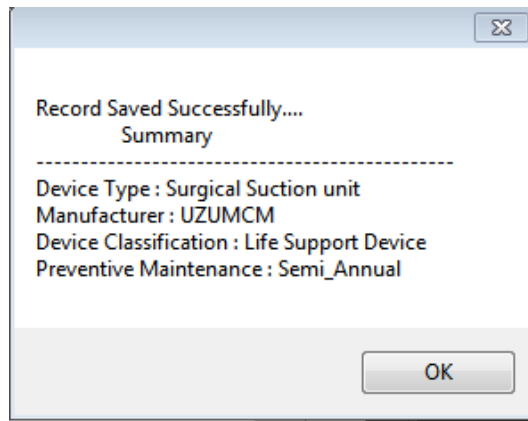 Record Saved Successfully....
Summary
-----------------------------------------------
Device Type : Surgical Suction unit
Manufacturer : UZUMCM
Device Classification : Life Support Device
Preventive Maintenance : Semi_Annual
OK